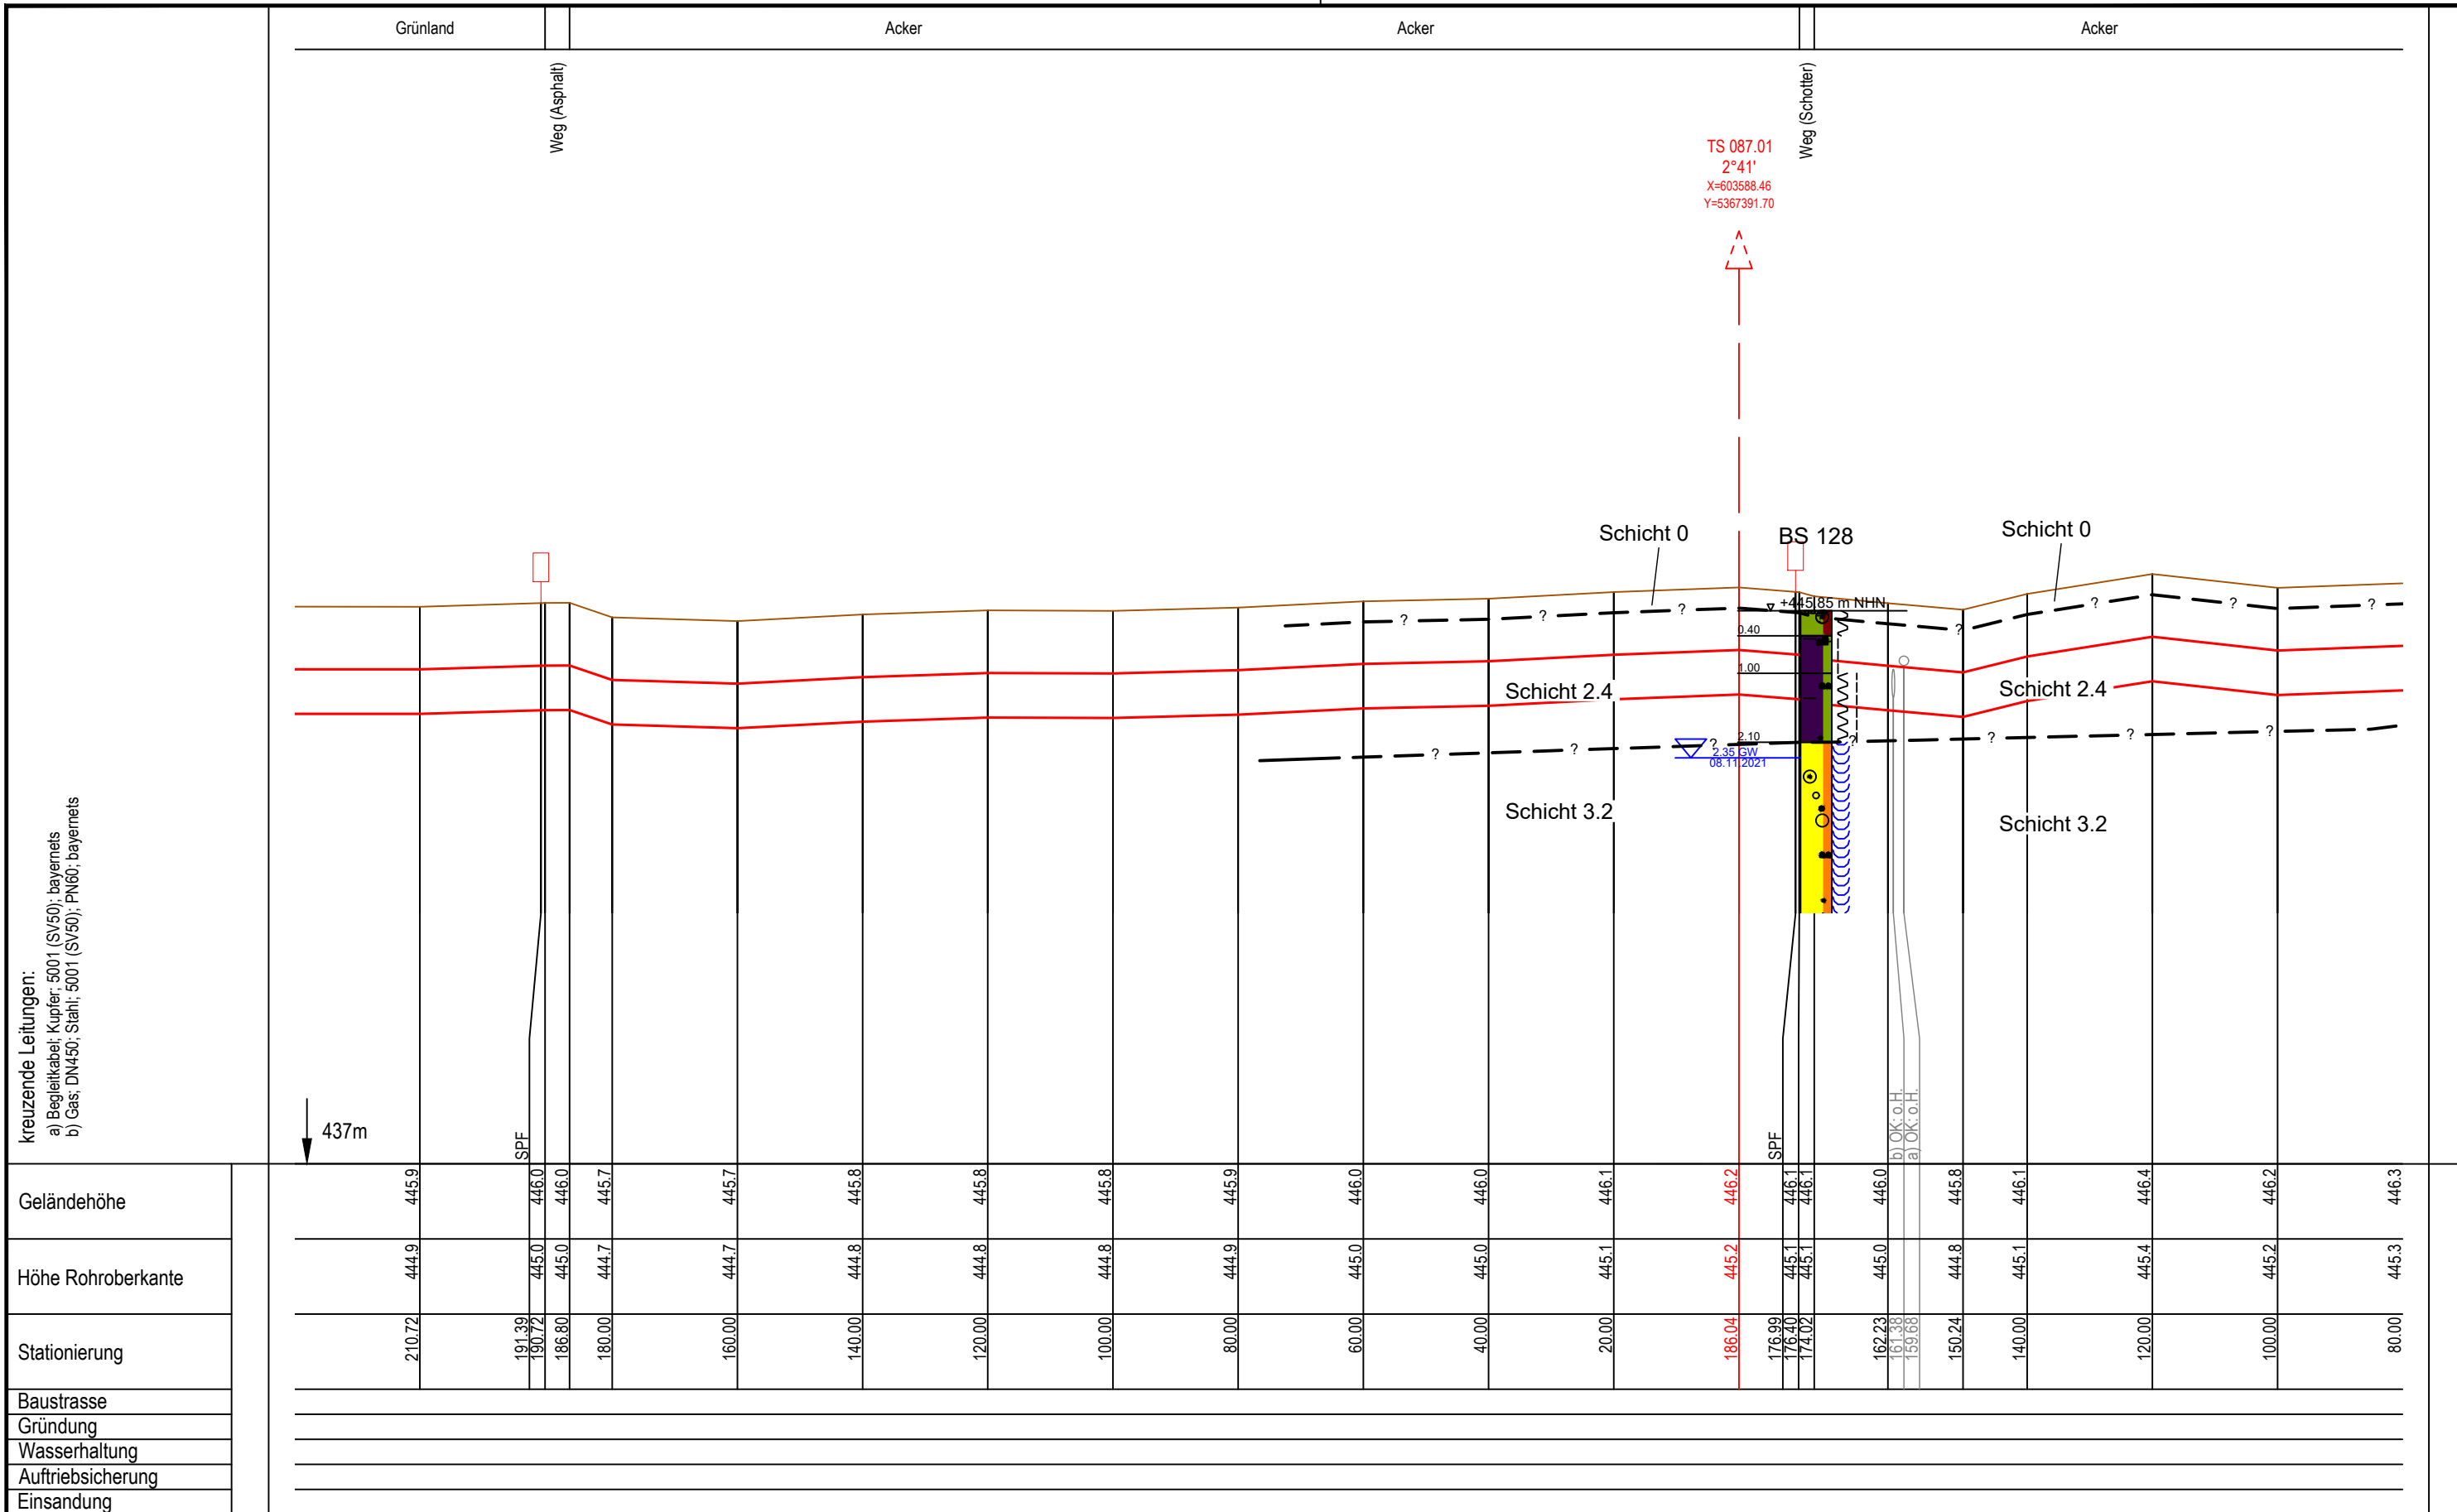 Grünland
Acker
Acker
Acker
Weg (Asphalt)
Weg (Schotter)
TS 087.01
2°41'
X=603588.46
Y=5367391.70
Schicht 0
BS 128
Schicht 0
+445.85 m NHN
? ? ? ? ? ? ?
0.40
1.00
Schicht 2.4
Schicht 2.4
2.10
? ? ? ? ? ? ?
2.35 GW
08.11.2021
Schicht 3.2
Schicht 3.2
kreuzende Leitungen:
a) Begleitkabel; Kupfer; 5001 (SV50); bayernets
b) Gas; DN450; Stahl; 5001 (SV50); PN60; bayernets
437m
SPF
SPF
b) OK: o.H.
a) OK: o.H.
Geländehöhe
445.9 446.0 446.0 445.7 445.7 445.8 445.8 445.8 445.9 446.0 446.0 446.1 446.2 446.1 446.1 446.0 445.8 446.1 446.4 446.2 446.3
Höhe Rohroberkante
444.9 445.0 445.0 444.7 444.7 444.8 444.8 444.8 444.9 445.0 445.0 445.1 445.2 445.1 445.1 445.0 444.8 445.1 445.4 445.2 445.3
Stationierung
210.72 191.39 190.72 186.80 180.00 160.00 140.00 120.00 100.00 80.00 60.00 40.00 20.00 186.04 176.99 176.40 174.02 162.23 161.38 159.68 150.24 140.00 120.00 100.00 80.00
Baustrasse
Gründung
Wasserhaltung
Auftriebsicherung
Einsandung